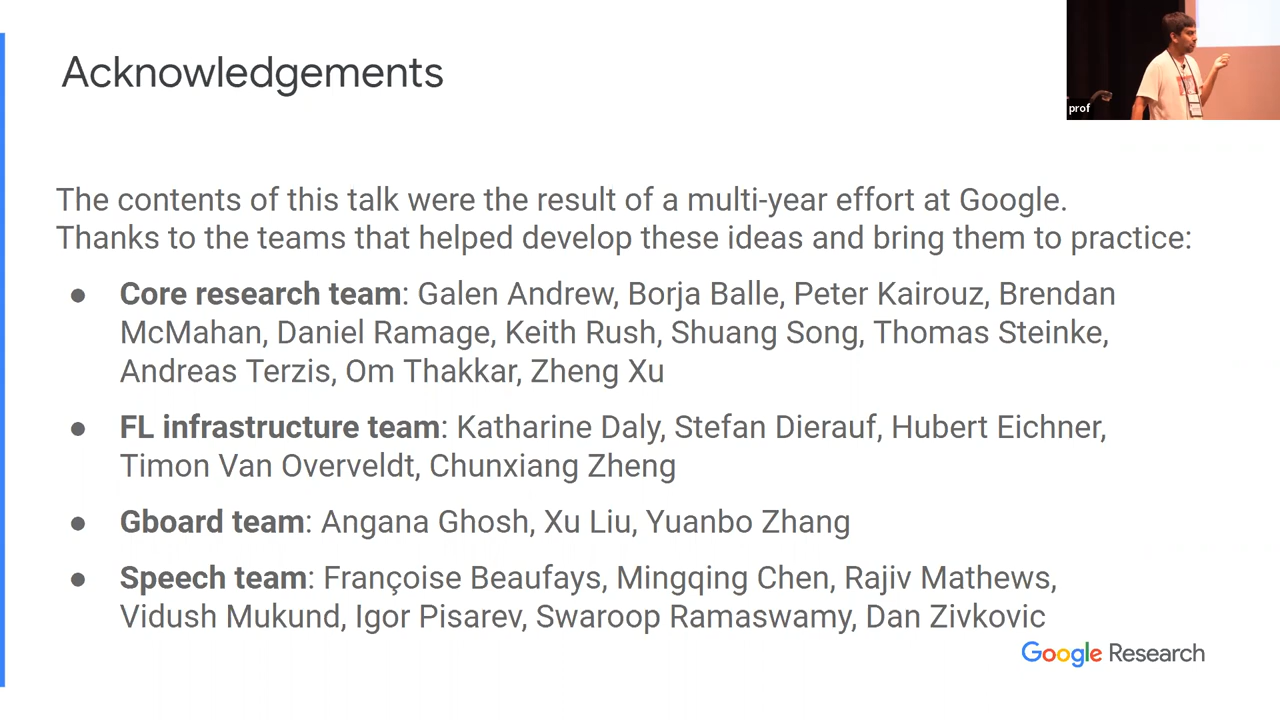 Acknowledgements
prof
The contents of this talk were the result of a multi-year effort at Google.
Thanks to the teams that helped develop these ideas and bring them to practice:
● Core research team: Galen Andrew, Borja Balle, Peter Kairouz, Brendan
McMahan, Daniel Ramage, Keith Rush, Shuang Song, Thomas Steinke,
Andreas Terzis, Om Thakkar, Zheng Xu
● FL infrastructure team: Katharine Daly, Stefan Dierauf, Hubert Eichner,
Timon Van Overveldt, Chunxiang Zheng
● Gboard team: Angana Ghosh, Xu Liu, Yuanbo Zhang
● Speech team: Françoise Beaufays, Mingqing Chen, Rajiv Mathews,
Vidush Mukund, Igor Pisarev, Swaroop Ramaswamy, Dan Zivkovic
Google Research